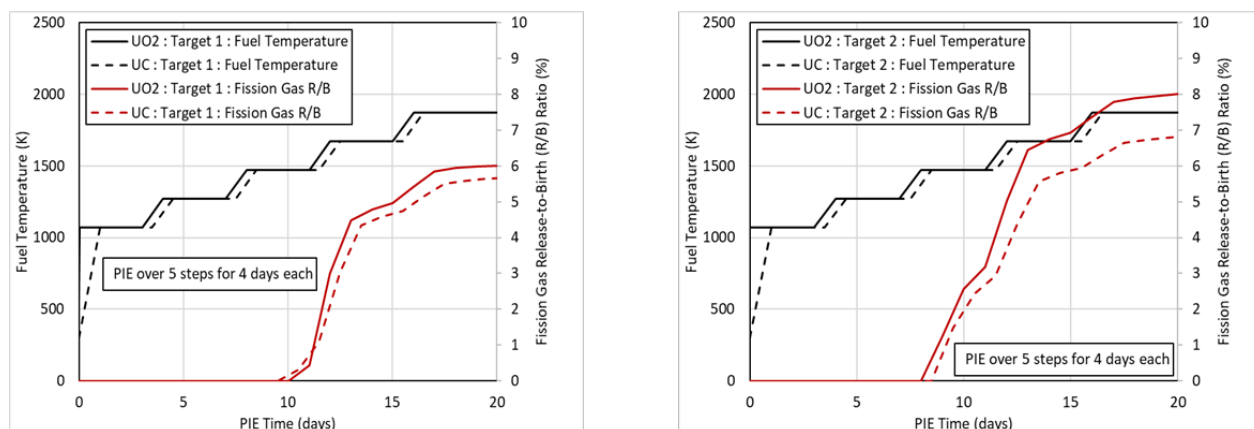 2500
2000
1500
1000
500
0
Fuel Temperature (K)
UO2 : Target 1 : Fuel Temperature
UC : Target 1 : Fuel Temperature
UO2 : Target 1 : Fission Gas R/B
UC : Target 1 : Fission Gas R/B
PIE over 5 steps for 4 days each
10
9
8
7
6
5
4
3
2
1
0
Fission Gas Release-to-Birth (R/B) Ratio (%)
0 5 10 15 20
PIE Time (days)
2500
2000
1500
1000
500
0
Fuel Temperature (K)
UO2 : Target 2 : Fuel Temperature
UC : Target 2 : Fuel Temperature
UO2 : Target 2 : Fission Gas R/B
UC : Target 2 : Fission Gas R/B
PIE over 5 steps for 4 days each
10
9
8
7
6
5
4
3
2
1
0
Fission Gas Release-to-Birth (R/B) Ratio (%)
0 5 10 15 20
PIE Time (days)